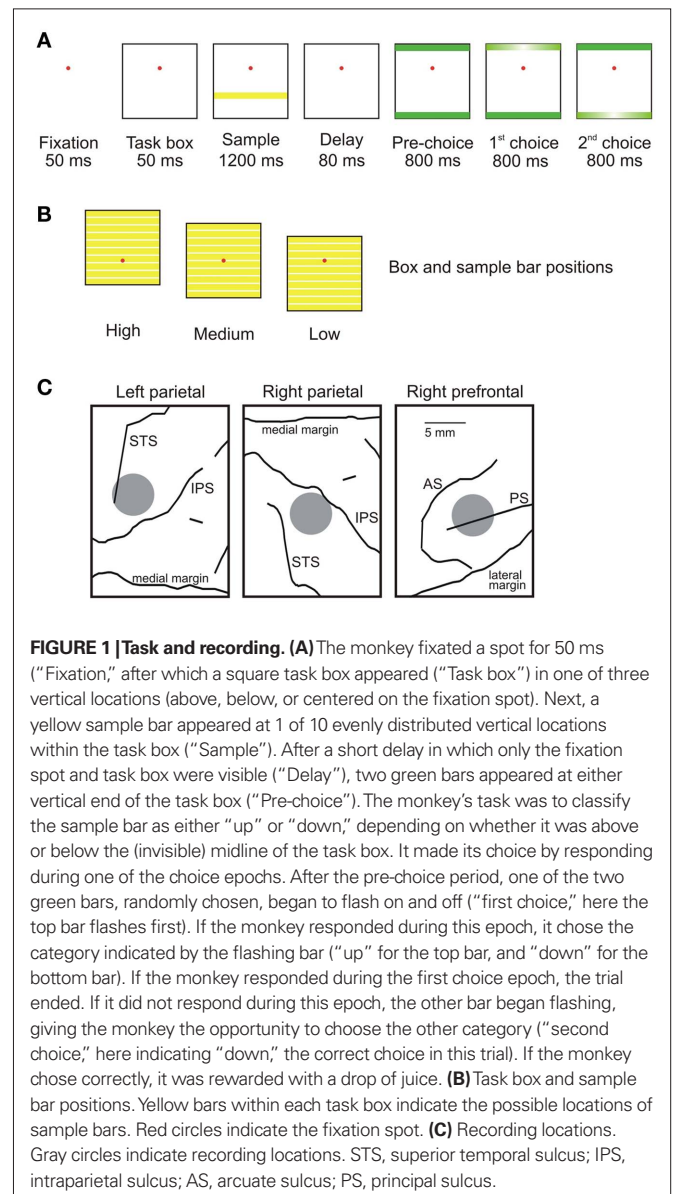 A
Fixation
50 ms
Task box
50 ms
Sample
1200 ms
Delay
80 ms
Pre-choice
800 ms
1st choice
800 ms
2nd choice
800 ms
B
High
Medium
Low
Box and sample bar positions
C
Left parietal
Right parietal
Right prefrontal
STS
IPS
medial margin
medial margin
IPS
STS
5 mm
AS
PS
lateral
margin
FIGURE 1 | Task and recording. (A) The monkey fixated a spot for 50 ms
(“Fixation,” after which a square task box appeared (“Task box”) in one of three
vertical locations (above, below, or centered on the fixation spot). Next, a
yellow sample bar appeared at 1 of 10 evenly distributed vertical locations
within the task box (“Sample”). After a short delay in which only the fixation
spot and task box were visible (“Delay”), two green bars appeared at either
vertical end of the task box (“Pre-choice”). The monkey’s task was to classify
the sample bar as either “up” or “down,” depending on whether it was above
or below the (invisible) midline of the task box. It made its choice by responding
during one of the choice epochs. After the pre-choice period, one of the two
green bars, randomly chosen, began to flash on and off (“first choice,” here the
top bar flashes first). If the monkey responded during this epoch, it chose the
category indicated by the flashing bar (“up” for the top bar, and “down” for the
bottom bar). If the monkey responded during the first choice epoch, the trial
ended. If it did not respond during this epoch, the other bar began flashing,
giving the monkey the opportunity to choose the other category (“second
choice,” here indicating “down,” the correct choice in this trial). If the monkey
chose correctly, it was rewarded with a drop of juice. (B) Task box and sample
bar positions. Yellow bars within each task box indicate the possible locations of
sample bars. Red circles indicate the fixation spot. (C) Recording locations.
Gray circles indicate recording locations. STS, superior temporal sulcus; IPS,
intraparietal sulcus; AS, arcuate sulcus; PS, principal sulcus.